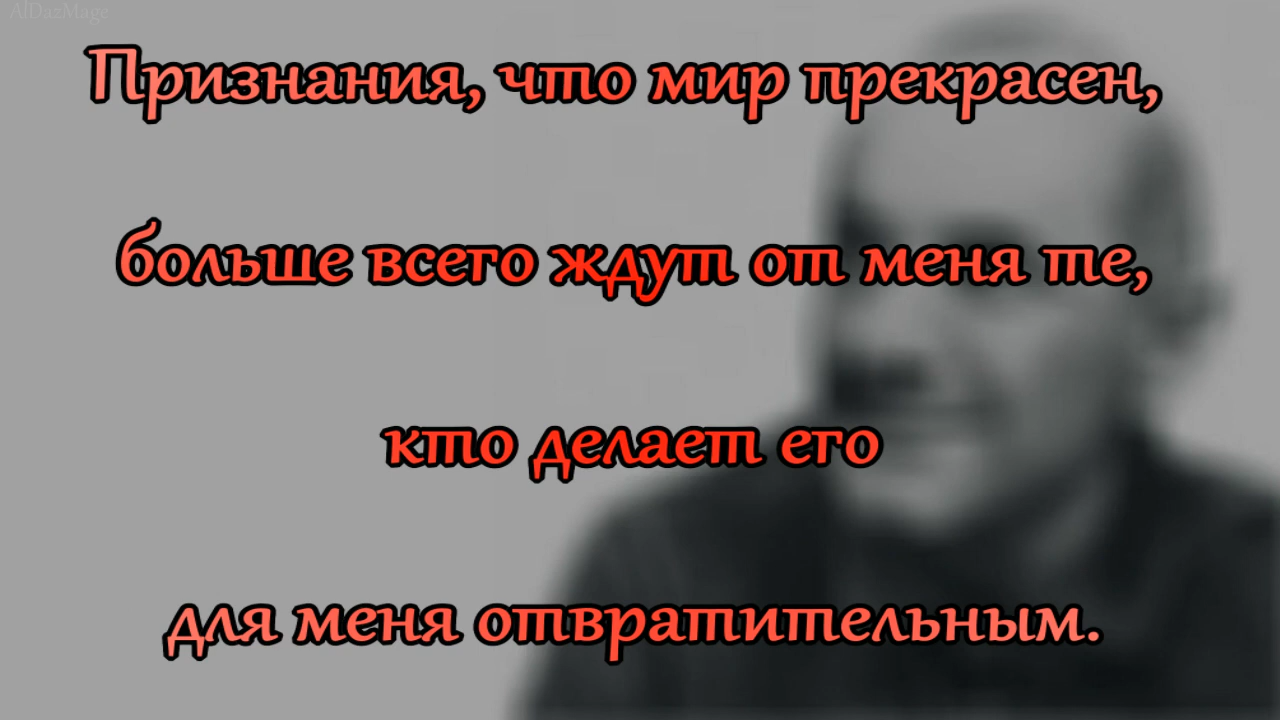 AlDazMage
Признания, что мир прекрасен,
больше всего ждут от меня те,
кто делает его
для меня отвратительным.